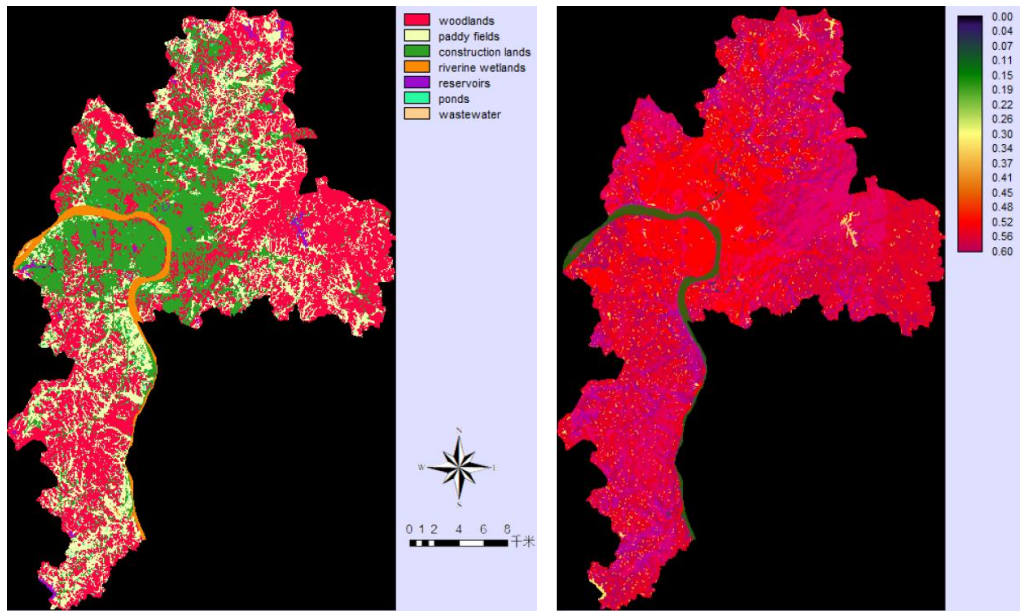 woodlands
paddy fields
construction lands
riverine wetlands
reservoirs
ponds
wastewater
N
W
S
0 1 2 4 6 8 千米
0.00
0.04
0.07
0.11
0.15
0.19
0.22
0.26
0.30
0.34
0.37
0.41
0.45
0.48
0.52
0.56
0.60